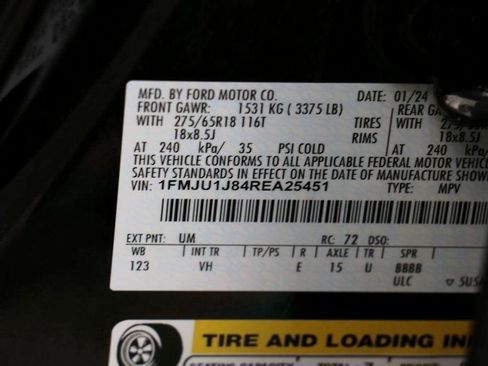 MFD. BY FORD MOTOR CO. DATE: 01/24
FRONT GAWR: 1531 KG ( 3375 LB) REAR GA
WITH 275/65R18 116T TIRES WITH
18x8.5J RIMS 18x8.5J
AT 240 kPa/ 35 PSI COLD AT 240 kPa/
THIS VEHICLE CONFORMS TO ALL APPLICABLE FEDERAL MOTOR VEHICLE
SAFETY STANDARDS IN EFFECT ON THE DATE OF MANUFACTURE SHOWN
VIN: 1FMJU1J84REA25451 TYPE: MPV
EXT PNT: UM RC: 72 DSO:
WB INT TR TP/PS R AXLE TR SPR
123 VH E 15 U BBBB
ULC
TIRE AND LOADING